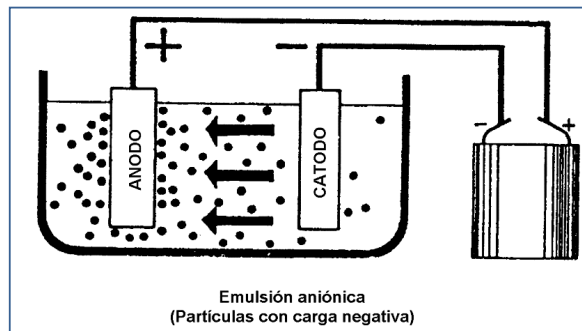 +
−
ANODO
CATODO
−
+
Emulsión aniónica
(Partículas con carga negativa)